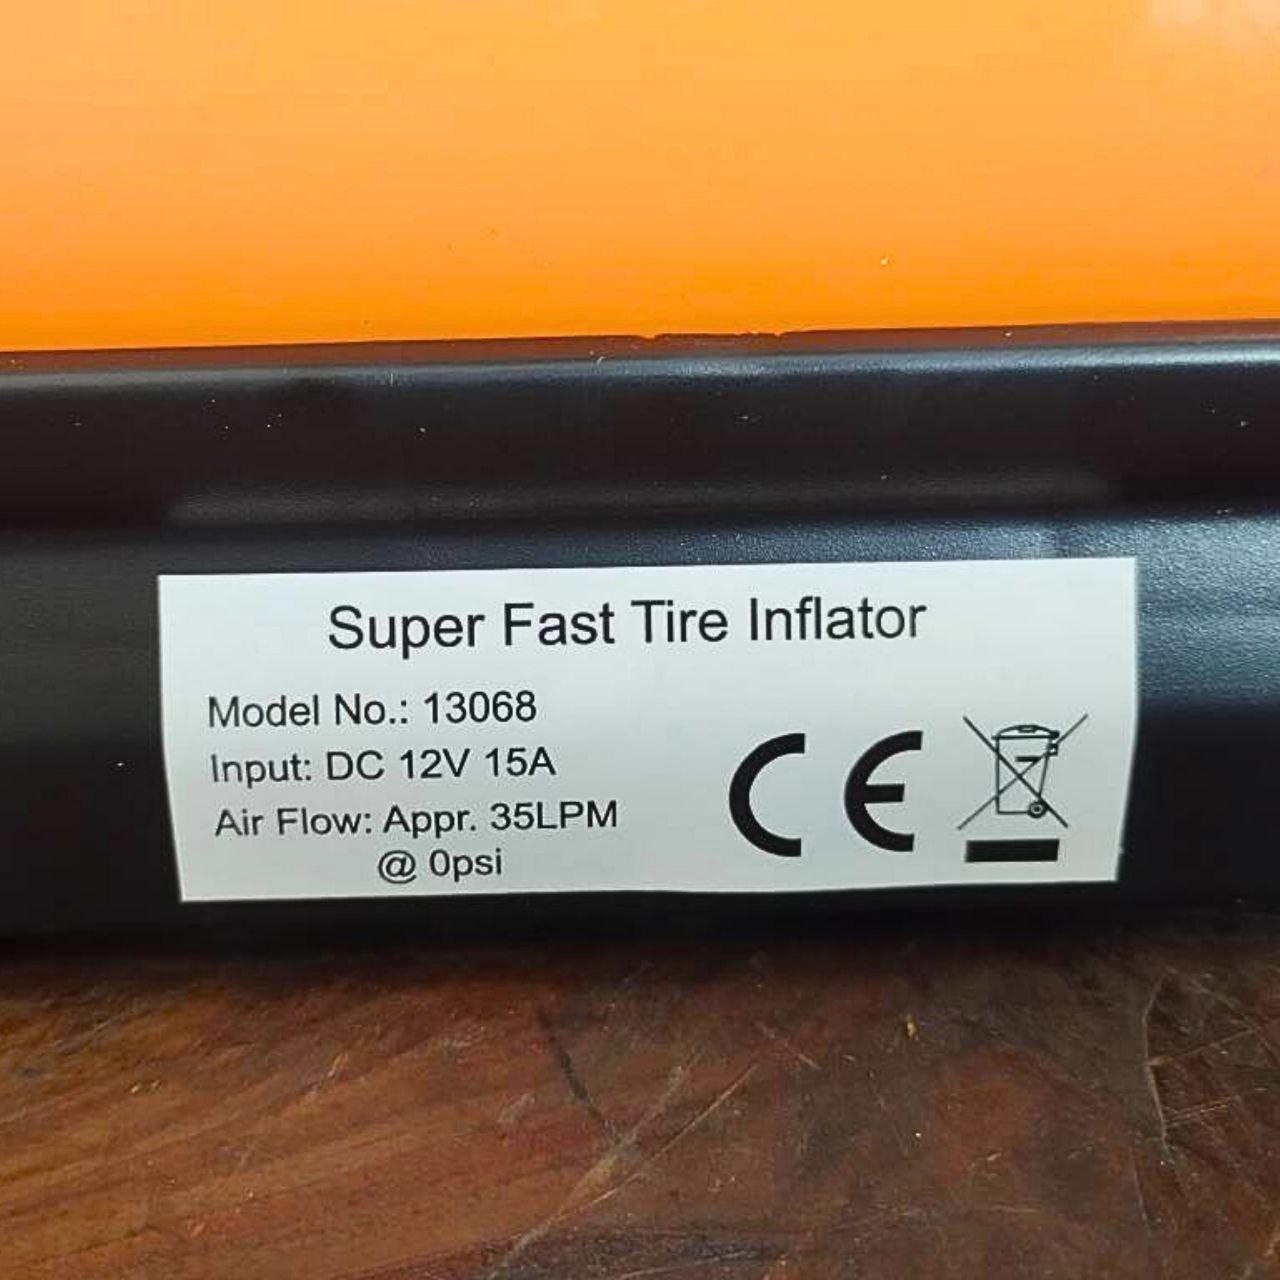 Super Fast Tire Inflator
Model No.: 13068
Input: DC 12V 15A
Air Flow: Appr. 35LPM
@ 0psi
CE